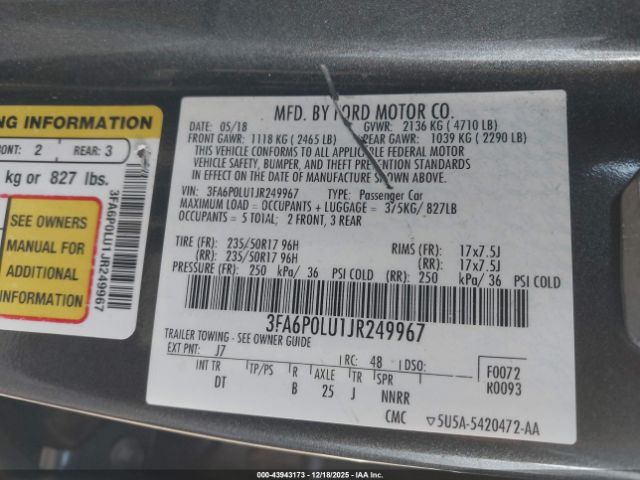 NG INFORMATION
ONT: 2 REAR: 3
kg or 827 lbs.
SEE OWNERS
MANUAL FOR
ADDITIONAL
INFORMATION
3FA6P0LU1JR249967
MFD. BY FORD MOTOR CO.
DATE: 05/18 GVWR: 2136 KG (4710 LB)
FRONT GAWR: 1118 KG (2465 LB) REAR GAWR: 1039 KG (2290 LB)
THIS VEHICLE CONFORMS TO ALL APPLICABLE FEDERAL MOTOR
VEHICLE SAFETY, BUMPER, AND THEFT PREVENTION STANDARDS
IN EFFECT ON THE DATE OF MANUFACTURE SHOWN ABOVE.
VIN: 3FA6P0LU1JR249967 TYPE: Passenger Car
MAXIMUM LOAD = OCCUPANTS + LUGGAGE = 375KG/ 827LB
OCCUPANTS = 5 TOTAL; 2 FRONT, 3 REAR
TIRE (FR): 235/50R17 96H RIMS (FR): 17x7.5J
(RR): 235/50R17 96H (RR): 17x7.5J
PRESSURE (FR): 250 kPa/ 36 PSI COLD (RR): 250 kPa/ 36 PSI COLD
3FA6P0LU1JR249967
TRAILER TOWING - SEE OWNER GUIDE
EXT PNT: J7 RC: 48 DSO: F0072
INT TR TP/PS R AXLE TR SPR R0093
DT B 25 J NNRR
CMC 5U5A-5420472-AA
© 00-43943173 - 12/18/2025 - IAAI Copart